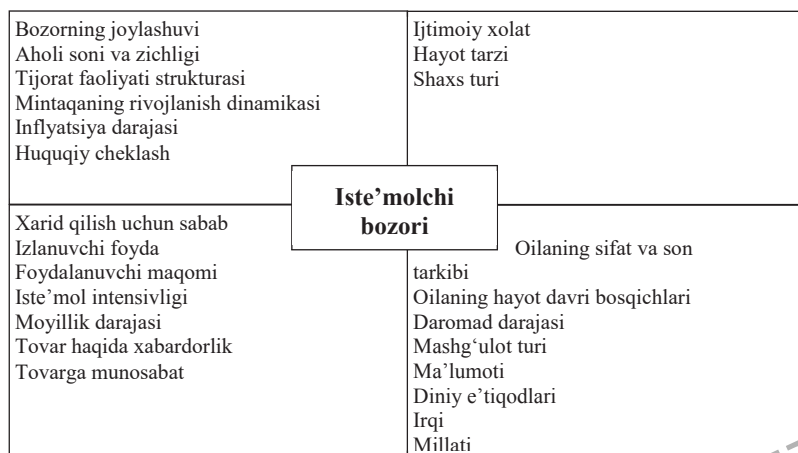 Bozorning joylashuvi
Aholi soni va zichligi
Tijorat faoliyati strukturasi
Mintaqaning rivojlanish dinamikasi
Inflyatsiya darajasi
Huquqiy cheklash
Ijtimoiy xolat
Hayot tarzi
Shaxs turi
Iste’molchi
bozori
Xarid qilish uchun sabab
Izlanuvchi foyda
Foydalanuvchi maqomi
Iste’mol intensivligi
Moyillik darajasi
Tovar haqida xabardorlik
Tovarga munosabat
Oilaning sifat va son
tarkibi
Oilaning hayot davri bosqichlari
Daromad darajasi
Mashg‘ulot turi
Ma’lumoti
Diniy e’tiqodlari
Irqi
Millati